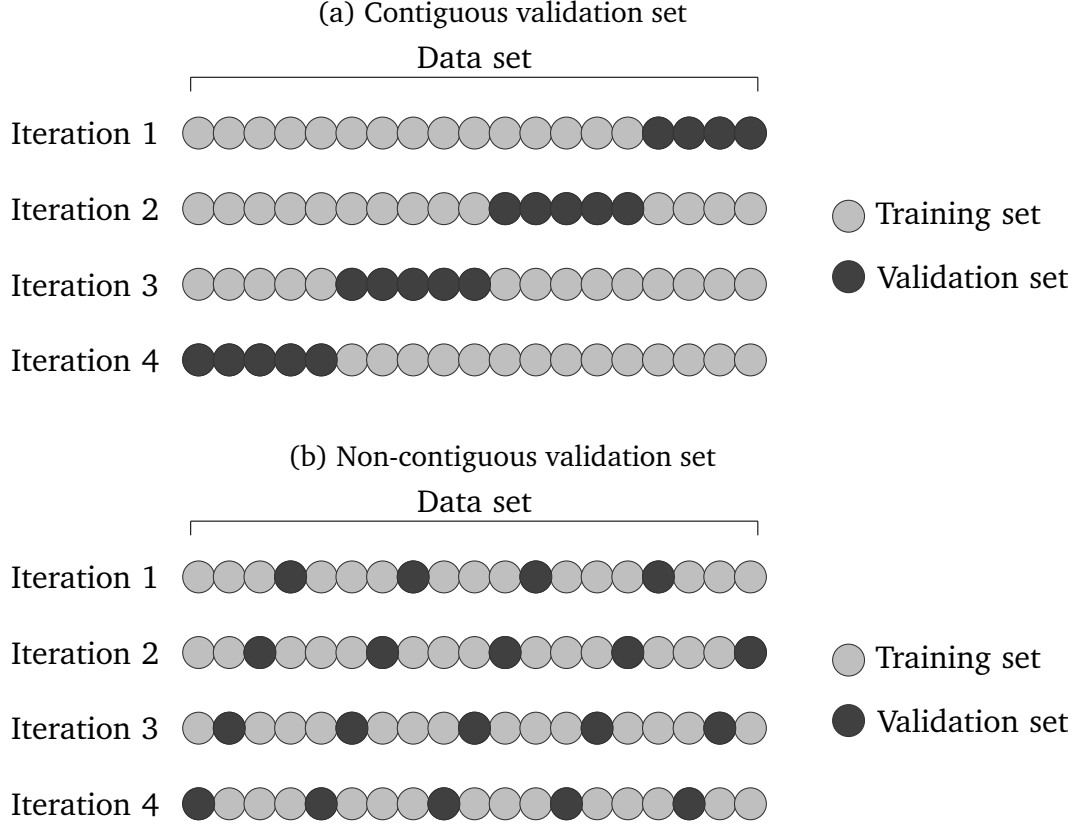 (a) Contiguous validation set
Data set
Iteration 1
Iteration 2
Training set
Iteration 3
Validation set
Iteration 4
(b) Non-contiguous validation set
Data set
Iteration 1
Iteration 2
Training set
Iteration 3
Validation set
Iteration 4